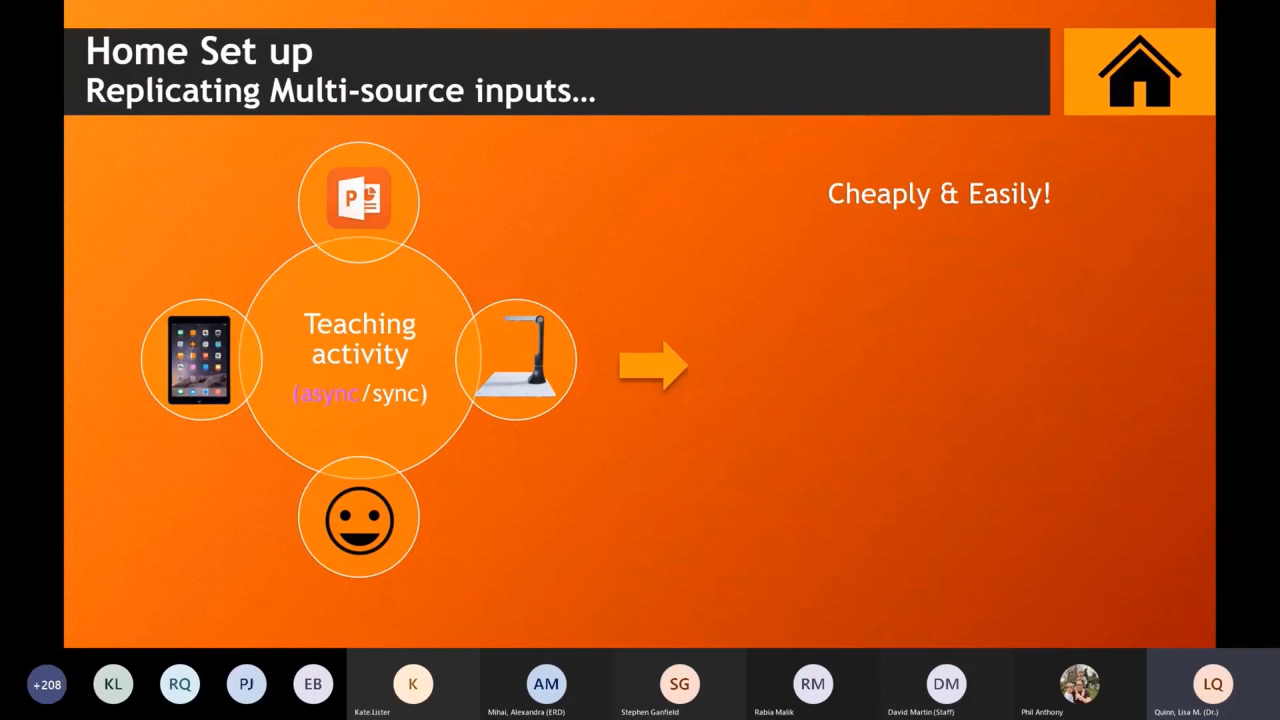 Home Set up
Replicating Multi-source inputs...
P
Cheaply & Easily!
Teaching
activity
(async/sync)
+208
KL
RQ
PJ
EB
K
AM
SG
RM
DM
LQ
Kate.Lister
Mihai, Alexandra (ERD)
Stephen Ganfield
Rabia Malik
David Martin (Staff)
Phil Anthony
Quinn, Lisa M. (Dr.)